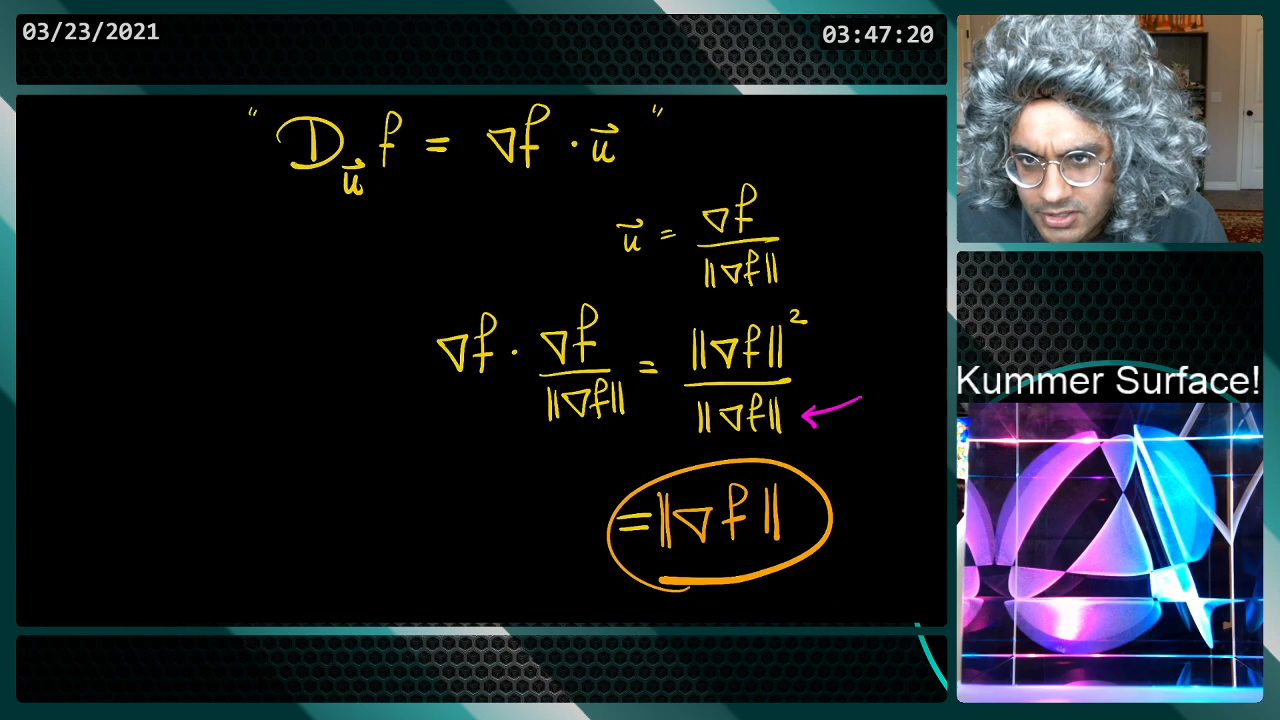 03/23/2021
03:47:20
" D_u⃗ f = ∇f · u⃗ "
u⃗ = ∇f / ‖∇f‖
∇f · ∇f / ‖∇f‖ = ‖∇f‖² / ‖∇f‖
= ‖∇f‖
Kummer Surface!